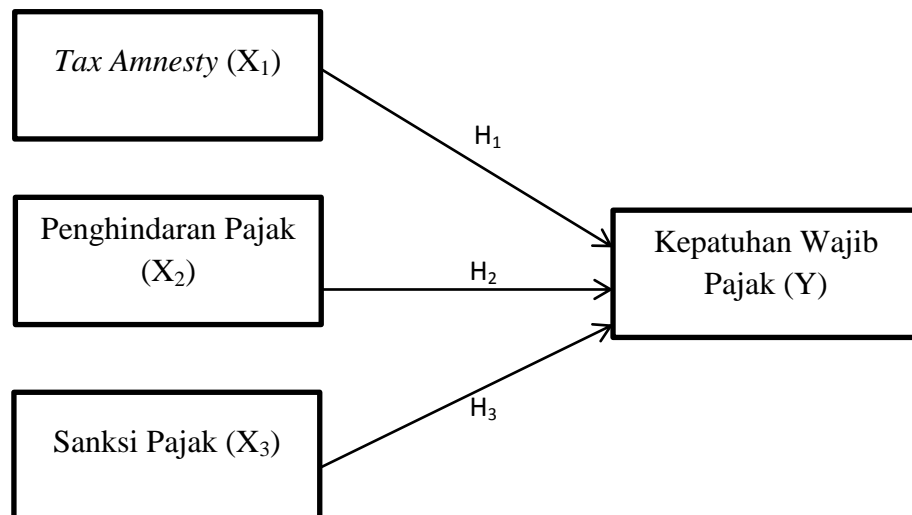 Tax Amnesty (X₁)
H₁
Penghindaran Pajak
(X₂)
H₂
Kepatuhan Wajib
Pajak (Y)
H₃
Sanksi Pajak (X₃)